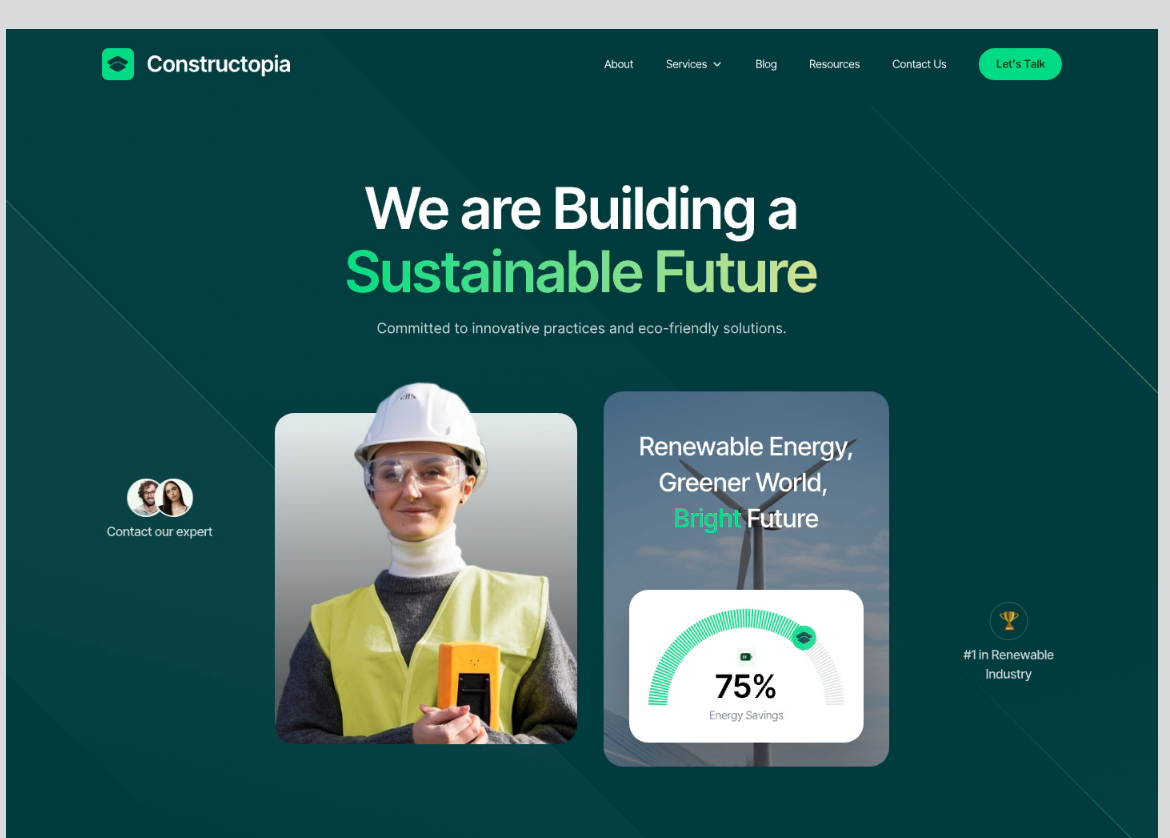 Constructopia
About
Services
Blog
Resources
Contact Us
Let's Talk
We are Building a
Sustainable Future
Committed to innovative practices and eco-friendly solutions.
Contact our expert
Renewable Energy,
Greener World,
Bright Future
75%
Energy Savings
#1 in Renewable
Industry